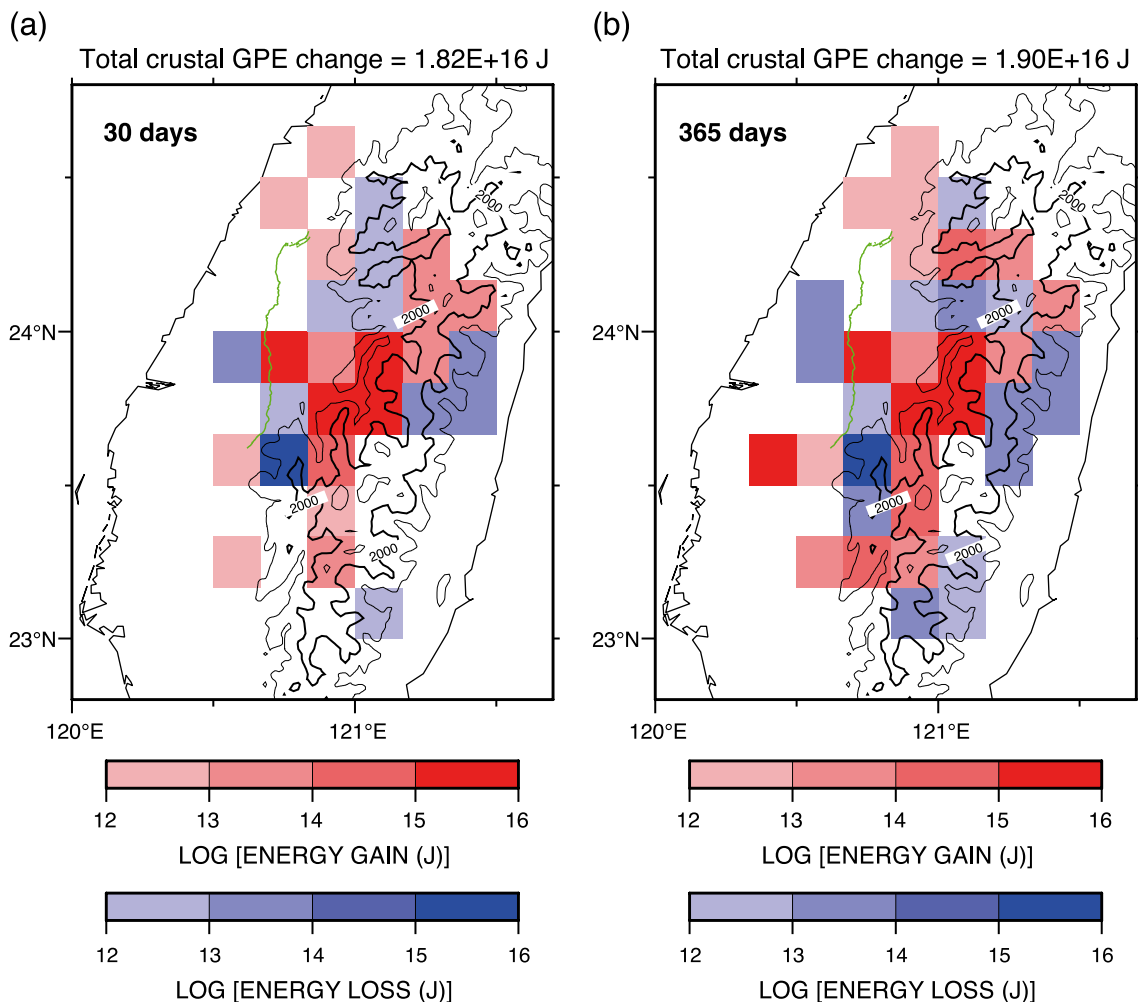 (a)
Total crustal GPE change = 1.82E+16 J
30 days
2000
2000
2000
2000
24°N
23°N
120°E
121°E
12 13 14 15 16
LOG [ENERGY GAIN (J)]
12 13 14 15 16
LOG [ENERGY LOSS (J)]
(b)
Total crustal GPE change = 1.90E+16 J
365 days
2000
2000
2000
2000
24°N
23°N
120°E
121°E
12 13 14 15 16
LOG [ENERGY GAIN (J)]
12 13 14 15 16
LOG [ENERGY LOSS (J)]